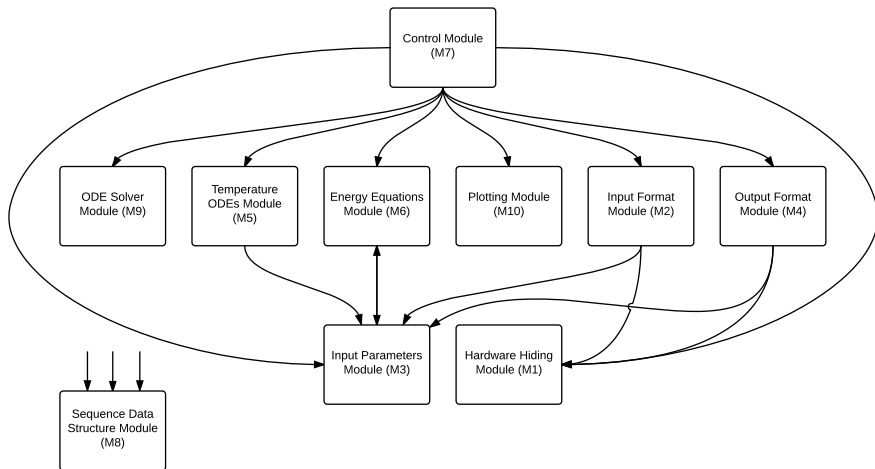 Control Module
(M7)
ODE Solver
Module (M9)
Temperature
ODEs Module
(M5)
Energy Equations
Module (M6)
Plotting Module
(M10)
Input Format
Module (M2)
Output Format
Module (M4)
Input Parameters
Module (M3)
Hardware Hiding
Module (M1)
Sequence Data
Structure Module
(M8)